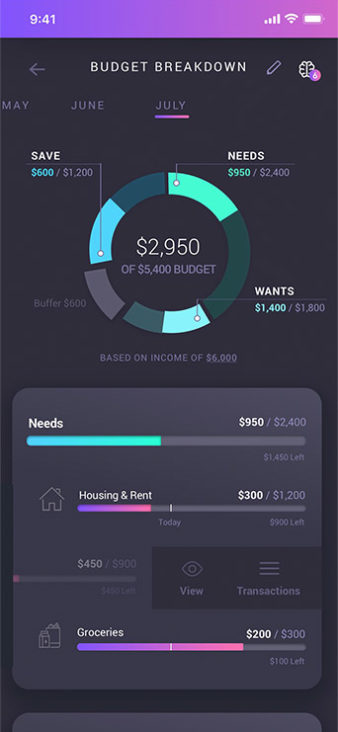 9:41
BUDGET BREAKDOWN
6
MAY JUNE JULY
SAVE
$600 / $1,200
NEEDS
$950 / $2,400
$2,950
OF $5,400 BUDGET
WANTS
$1,400 / $1,800
Buffer $600
BASED ON INCOME OF $6,000
Needs $950 / $2,400
$1,450 Left
Housing & Rent $300 / $1,200
Today $900 Left
$450 / $900
$450 Left
View Transactions
Groceries $200 / $300
$100 Left